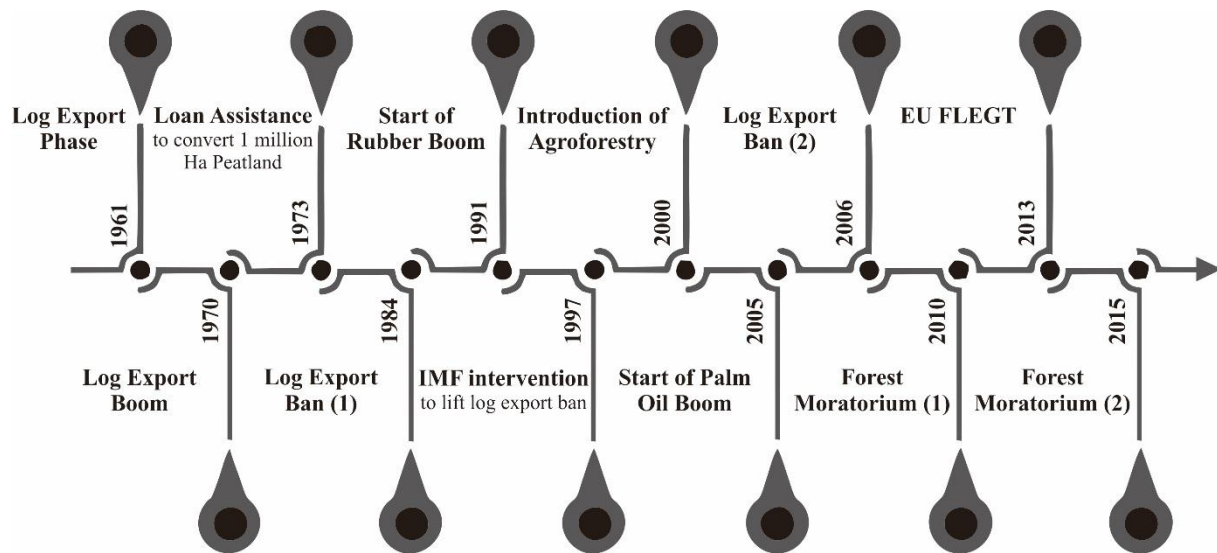 Log Export
Phase
Loan Assistance
to convert 1 million
Ha Peatland
Start of
Rubber Boom
Introduction of
Agroforestry
Log Export
Ban (2)
EU FLEGT
1961
1973
1991
2000
2006
2013
1970
1984
1997
2005
2010
2015
Log Export
Boom
Log Export
Ban (1)
IMF intervention
to lift log export ban
Start of Palm
Oil Boom
Forest
Moratorium (1)
Forest
Moratorium (2)